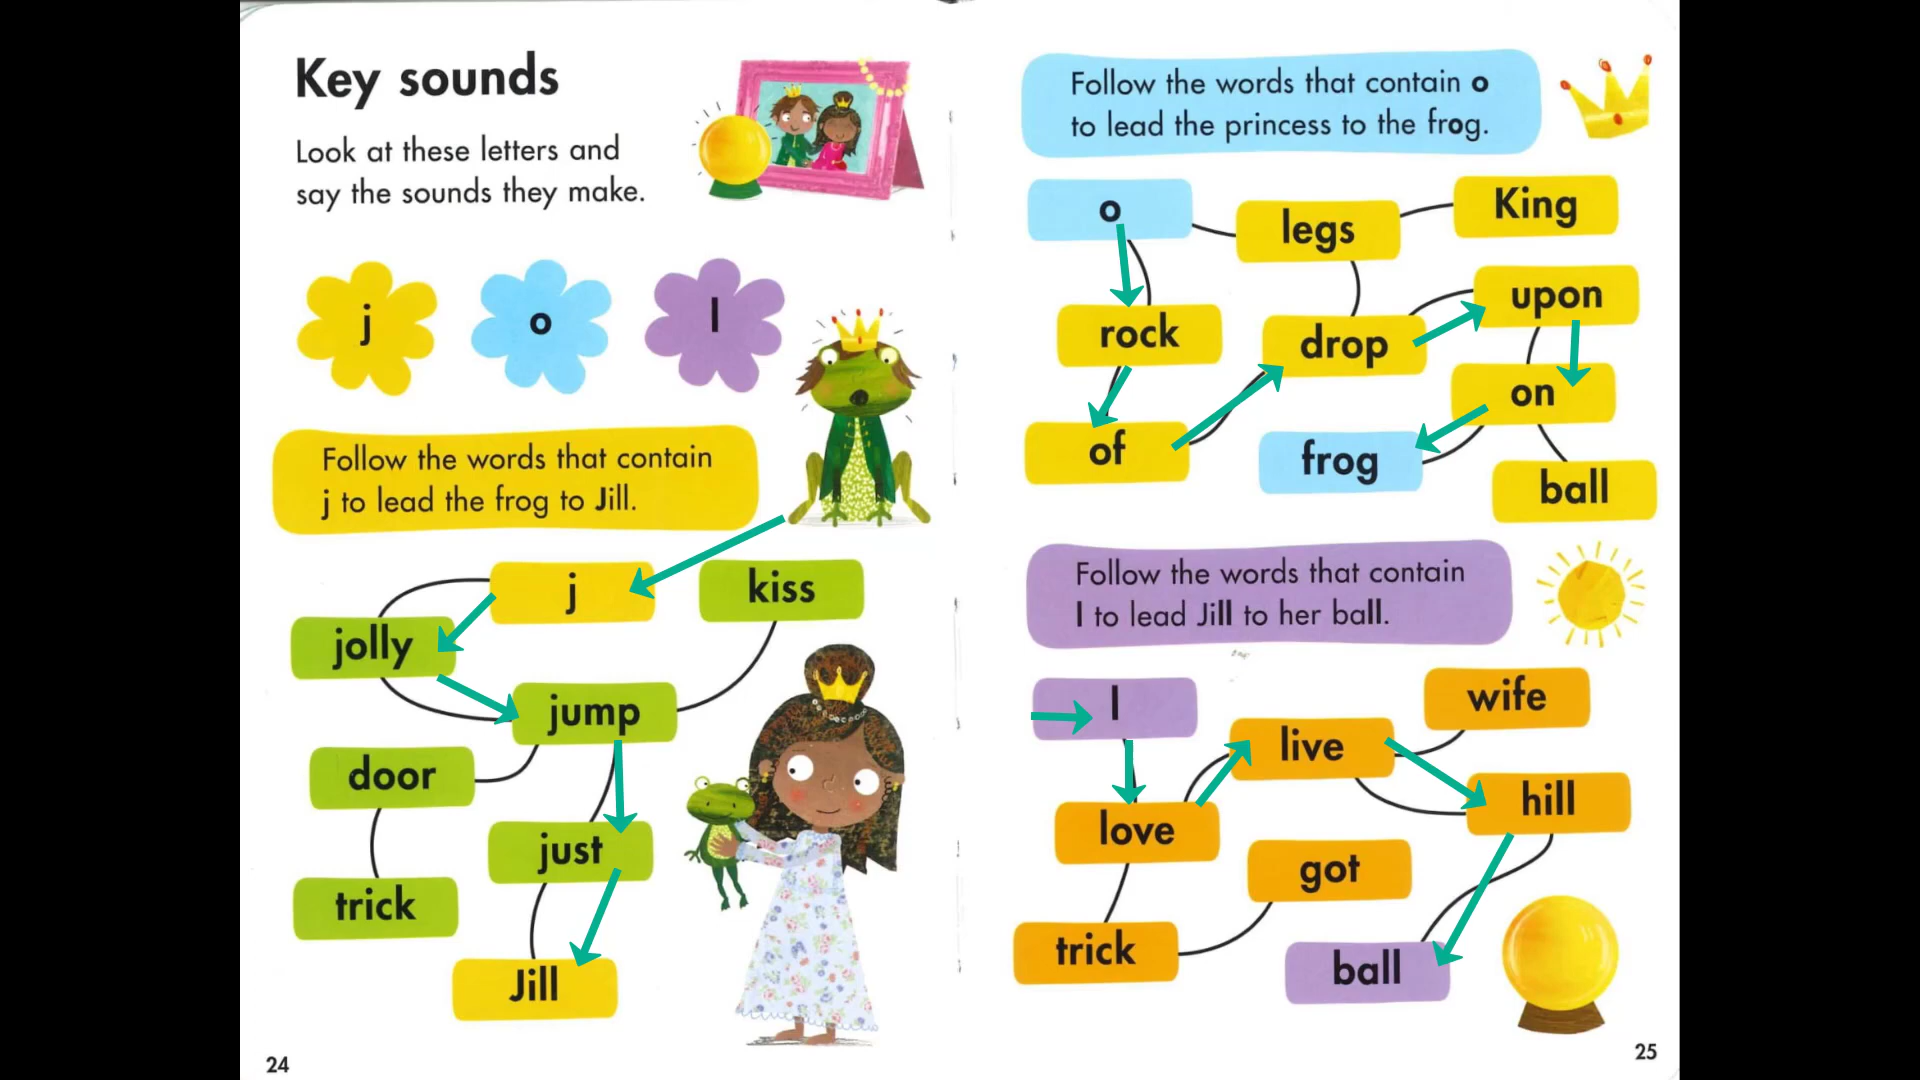 Key sounds
Look at these letters and
say the sounds they make.
j
o
l
Follow the words that contain
j to lead the frog to Jill.
j
kiss
jolly
jump
door
just
trick
Jill
24
Follow the words that contain o
to lead the princess to the frog.
o
legs
King
rock
drop
upon
of
frog
on
ball
Follow the words that contain
l to lead Jill to her ball.
l
live
wife
love
hill
got
trick
ball
25